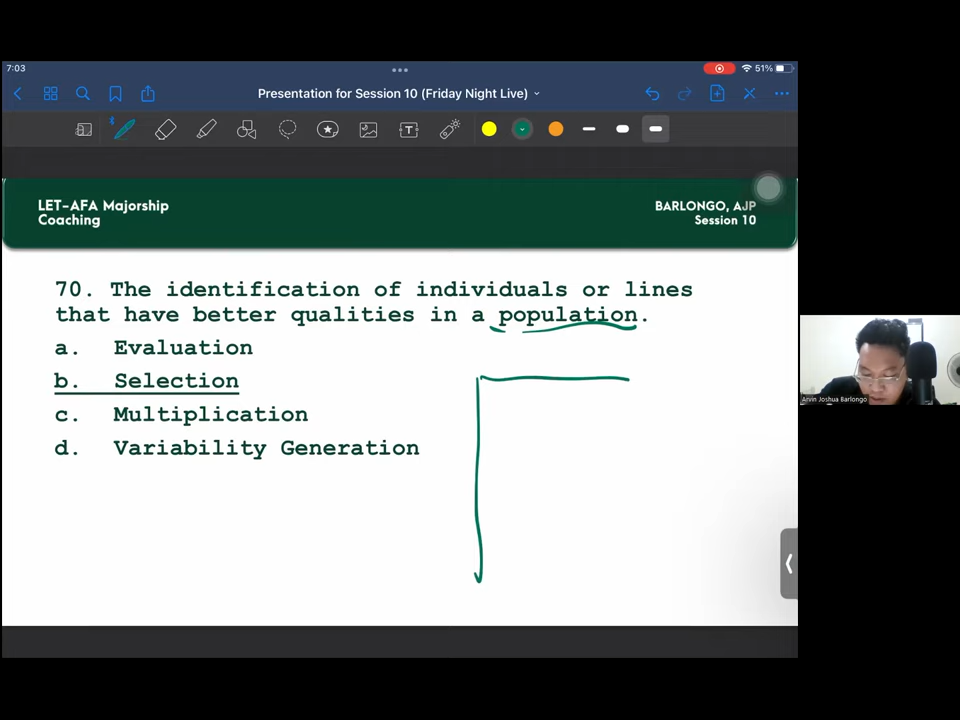 7:03
51%
Presentation for Session 10 (Friday Night Live)
T
LET-AFA Majorship
Coaching
BARLONGO, AJP
Session 10
70. The identification of individuals or lines
that have better qualities in a population.
a. Evaluation
b. Selection
c. Multiplication
d. Variability Generation
Arvin Joshua Barlongo